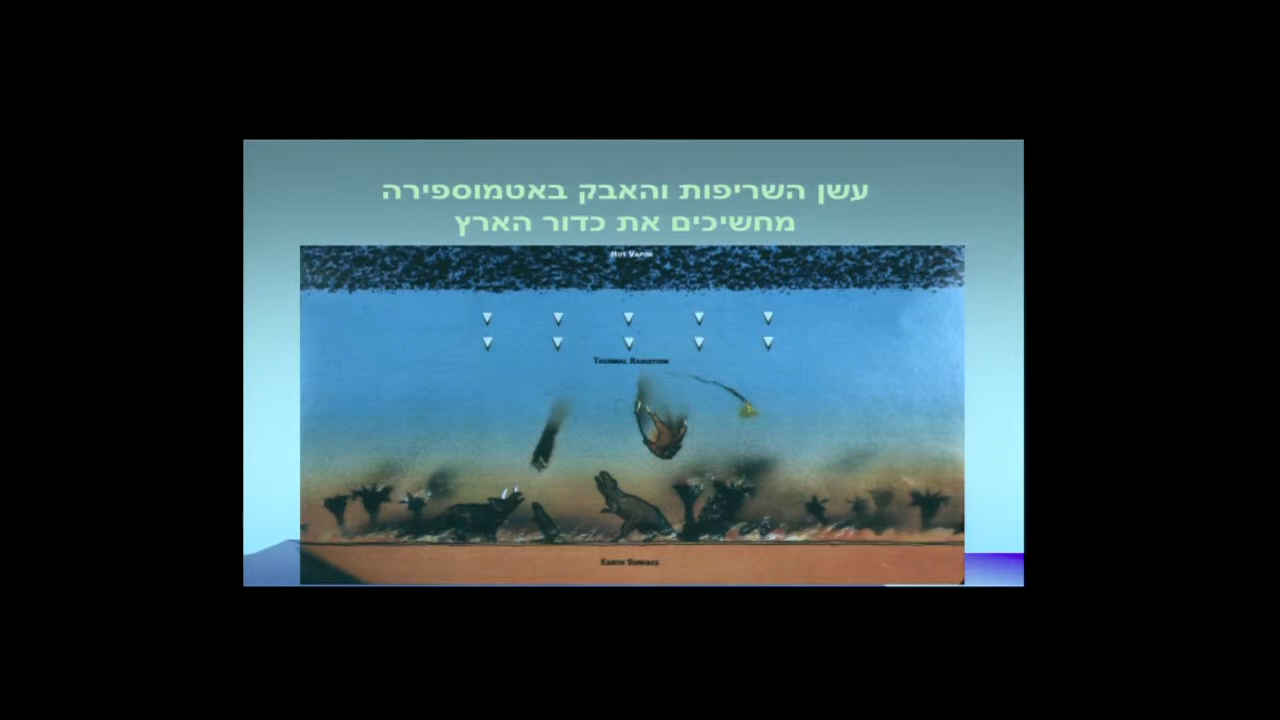 עשן השריפות והאבק באטמוספירה
מחשיכים את כדור הארץ
HOT VAPOR
THERMAL RADIATION
EARTH SURFACE